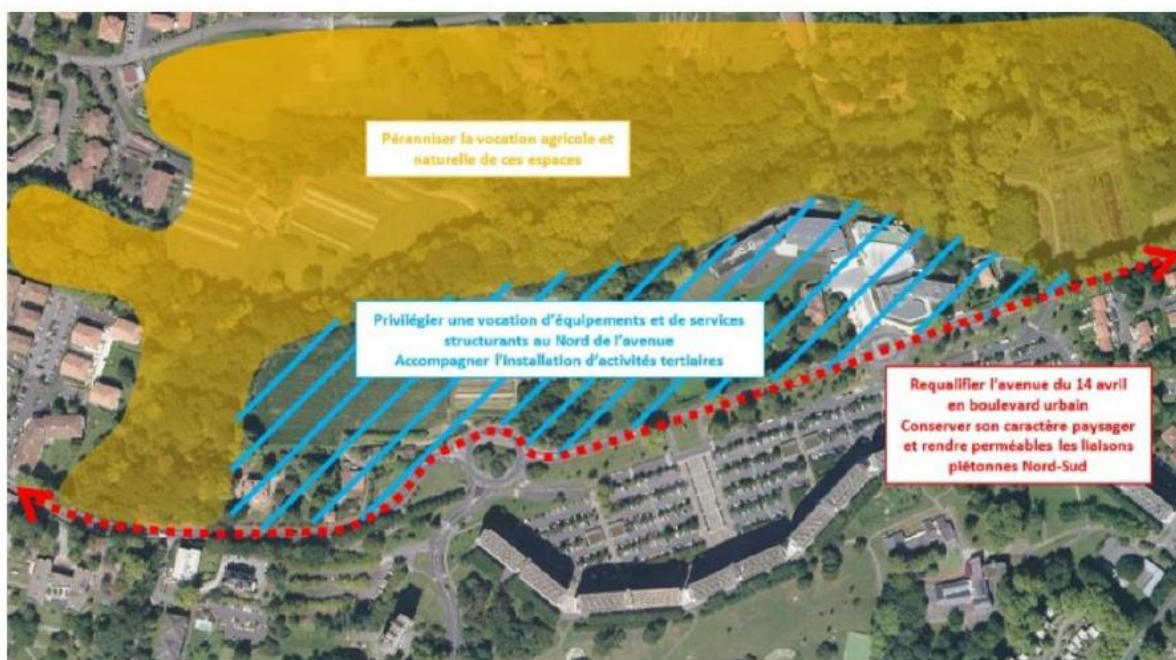 Péranniser la vocation agricole et
naturelle de ces espaces
Privilégier une vocation d'équipements et de services
structurants au Nord de l'avenue
Accompagner l'installation d'activités tertiaires
Requalifier l'avenue du 14 avril
en boulevard urbain
Conserver son caractère paysager
et rendre perméables les liaisons
piétonnes Nord-Sud